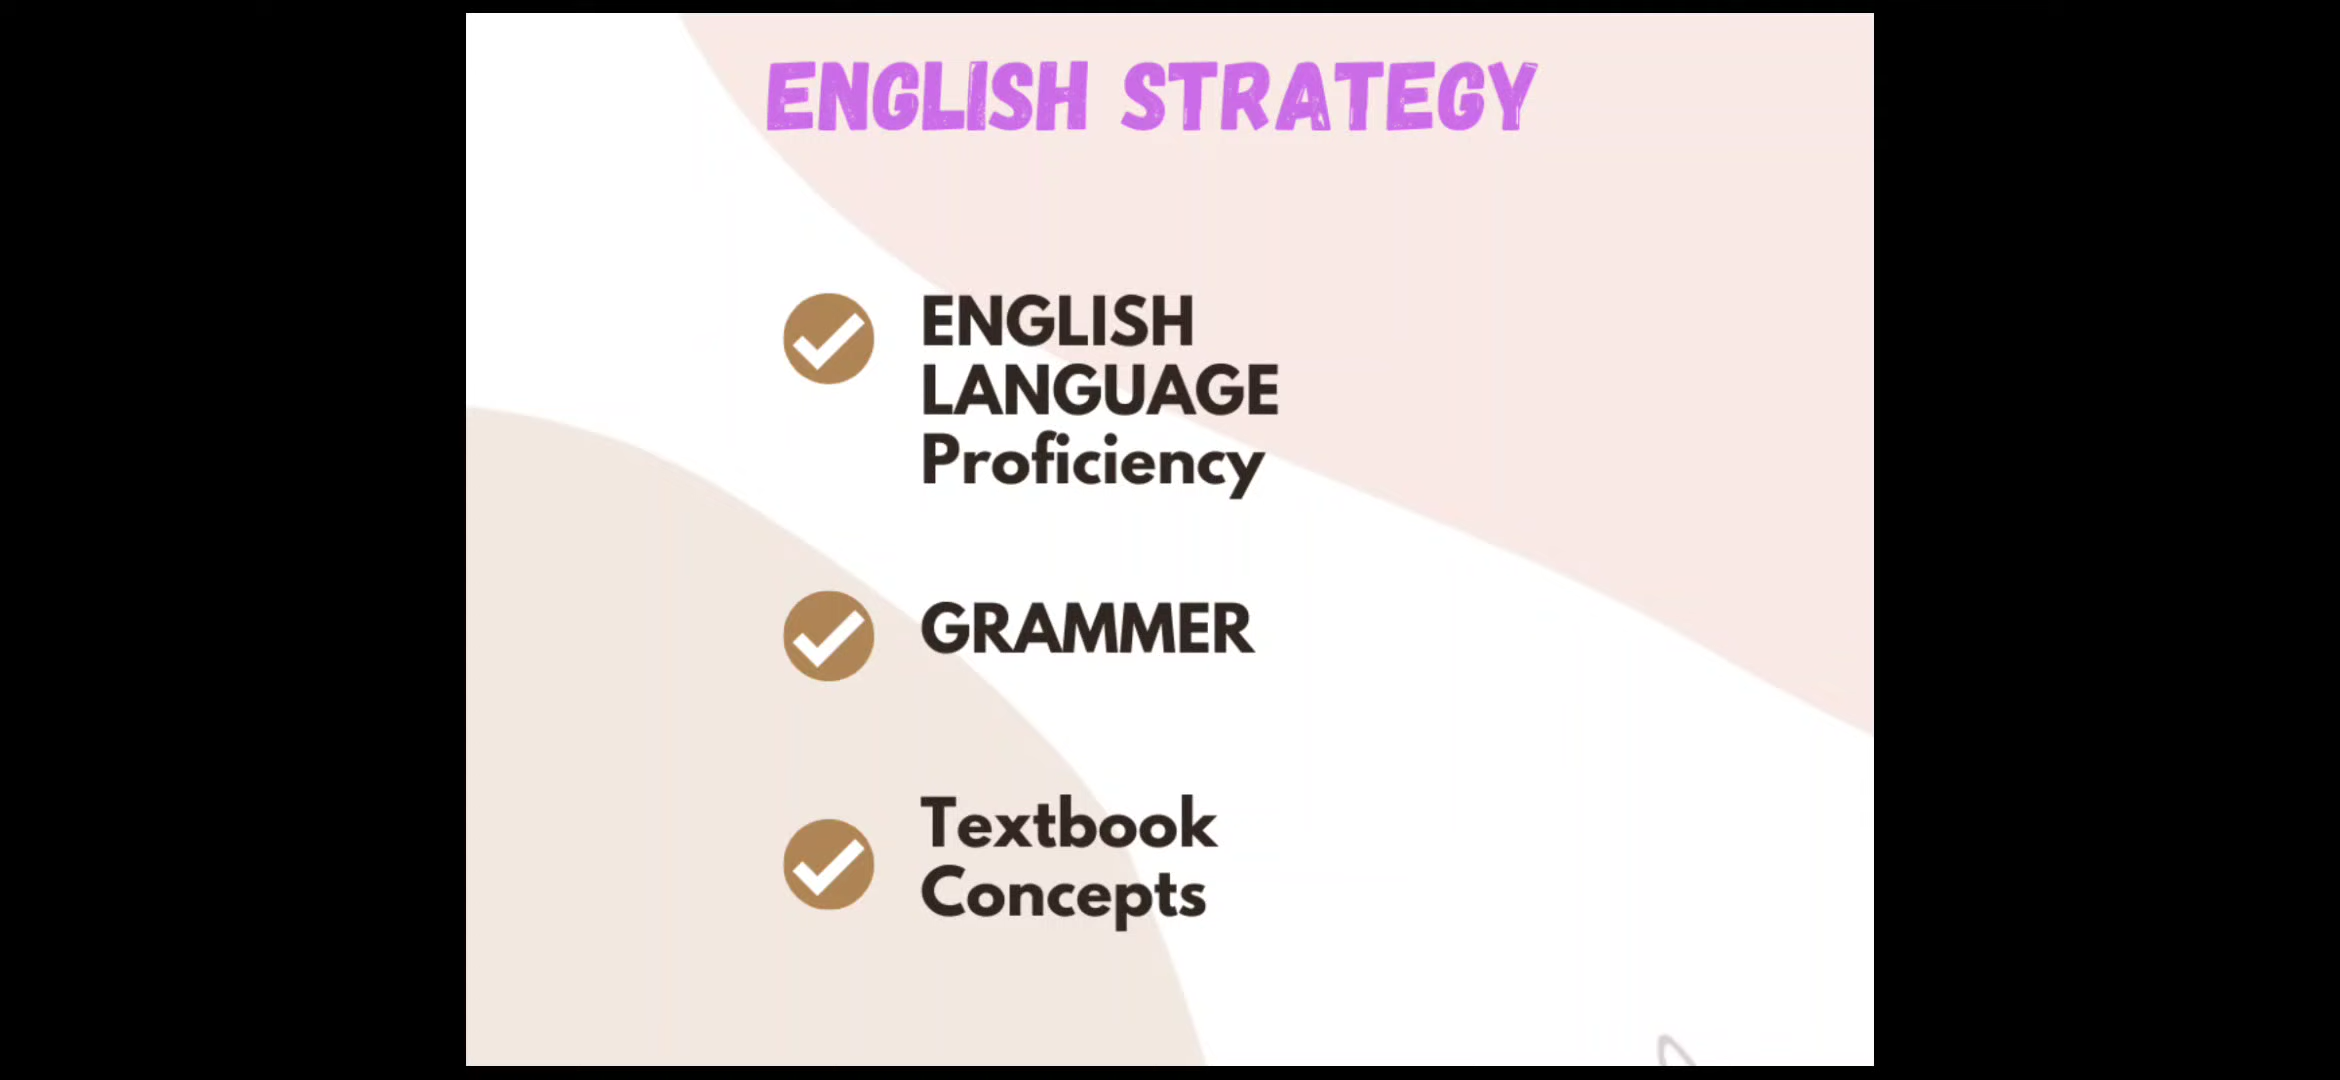 ENGLISH STRATEGY
ENGLISH
LANGUAGE
Proficiency
GRAMMER
Textbook
Concepts